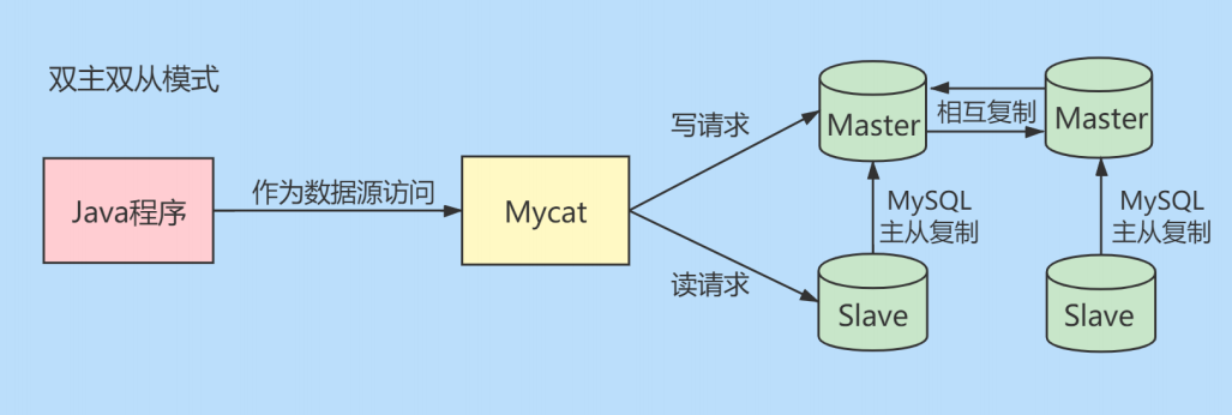 双主双从模式
Java程序
作为数据源访问
Mycat
写请求
读请求
Master
相互复制
Master
MySQL
主从复制
MySQL
主从复制
Slave
Slave